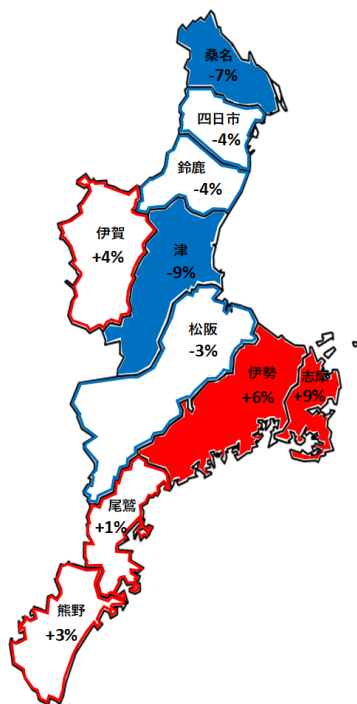 桑名
-7%
四日市
-4%
鈴鹿
-4%
伊賀
+4%
津
-9%
松阪
-3%
伊勢
+6%
志摩
+9%
尾鷲
+1%
熊野
+3%